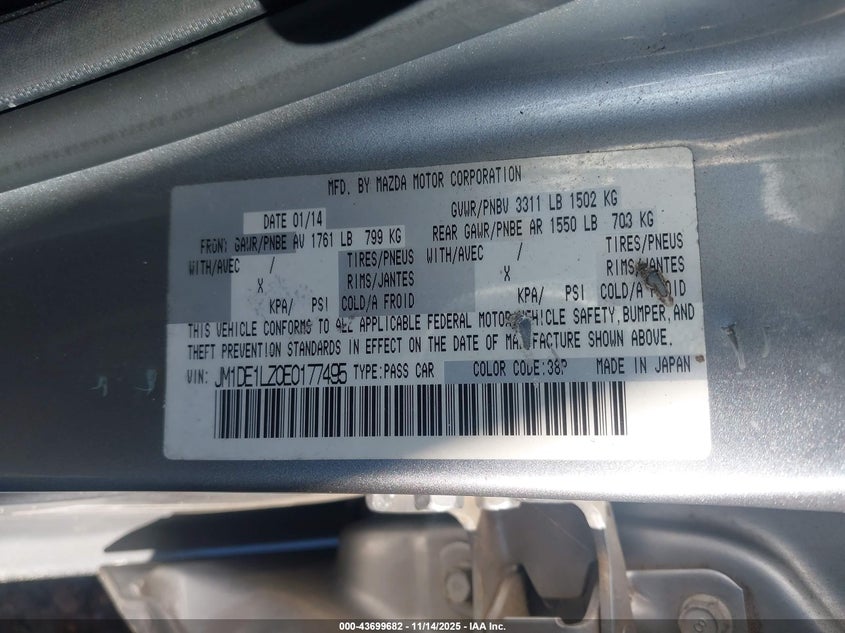 MFD. BY MAZDA MOTOR CORPORATION
DATE 01/14 GVWR/PNBV 3311 LB 1502 KG
FRONT GAWR/PNBE AV 1761 LB 799 KG REAR GAWR/PNBE AR 1550 LB 703 KG
WITH/AVEC / TIRES/PNEUS WITH/AVEC / TIRES/PNEUS
X RIMS/JANTES X RIMS/JANTES
KPA/ PSI COLD/A FROID KPA/ PSI COLD/A FROID
THIS VEHICLE CONFORMS TO ALL APPLICABLE FEDERAL MOTOR VEHICLE SAFETY, BUMPER, AND
THEFT PREVENTION STANDARDS IN EFFECT ON THE DATE OF MANUFACTURE SHOWN ABOVE.
VIN: JM1DE1LZ0E0177495 TYPE:PASS CAR COLOR CODE:38P MADE IN JAPAN
000-43699682 - 11/14/2025 - IAA Inc.